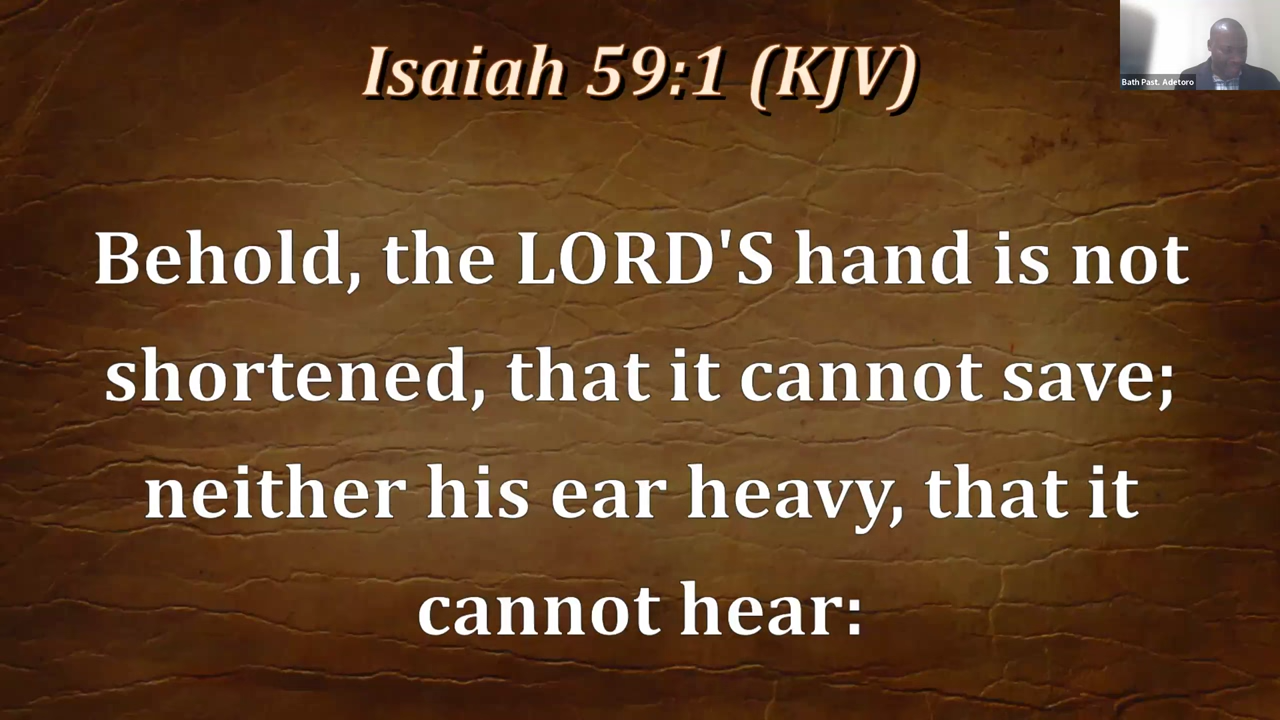 Isaiah 59:1 (KJV)
Bath Past. Adetoro
Behold, the LORD'S hand is not
shortened, that it cannot save;
neither his ear heavy, that it
cannot hear: